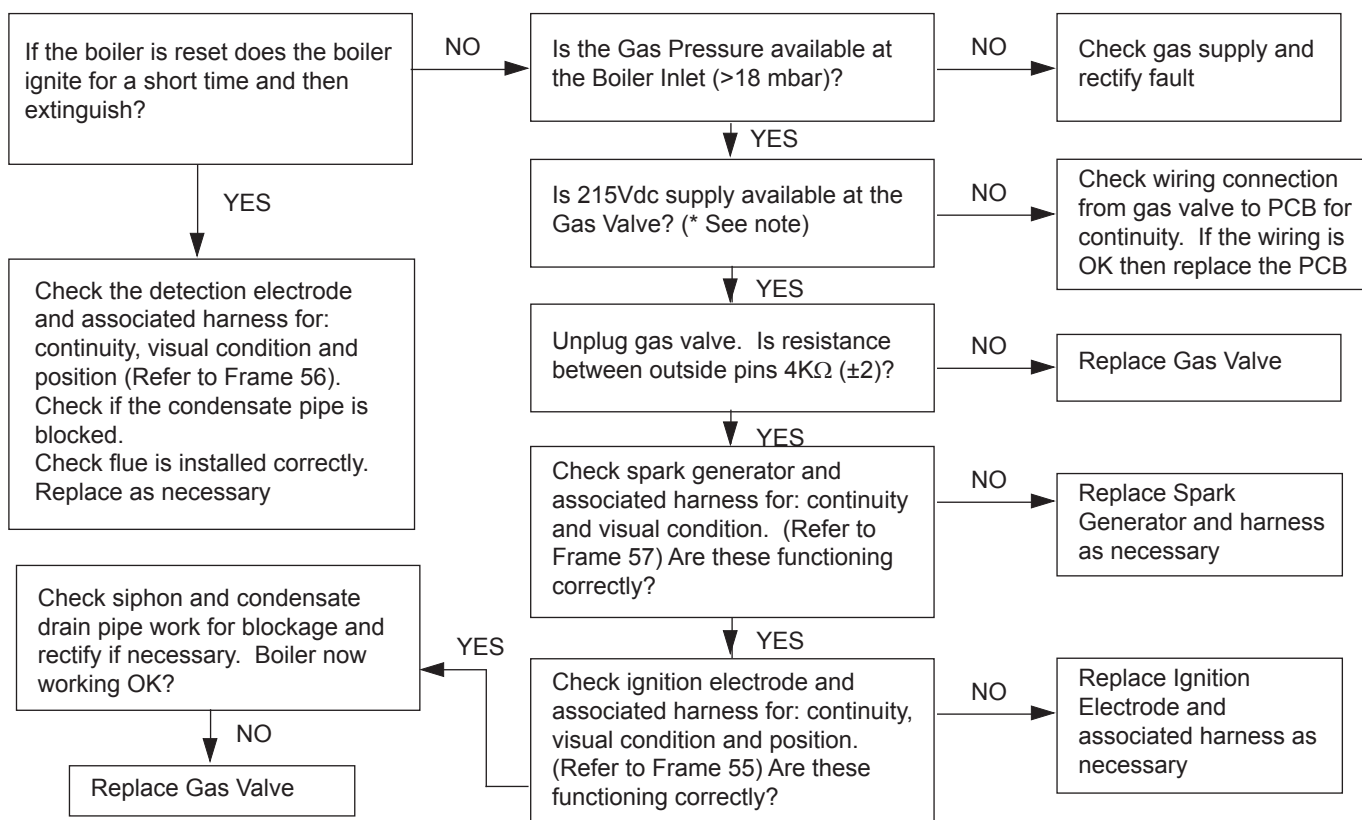 If the boiler is reset does the boiler
ignite for a short time and then
extinguish?
NO
Is the Gas Pressure available at
the Boiler Inlet (>18 mbar)?
NO
Check gas supply and
rectify fault
YES
YES
Is 215Vdc supply available at the
Gas Valve? (* See note)
NO
Check wiring connection
from gas valve to PCB for
continuity.  If the wiring is
OK then replace the PCB
Check the detection electrode
and associated harness for:
continuity, visual condition and
position (Refer to Frame 56).
Check if the condensate pipe is
blocked.
Check flue is installed correctly.
Replace as necessary
YES
Unplug gas valve.  Is resistance
between outside pins 4KΩ (±2)?
NO
Replace Gas Valve
YES
Check spark generator and
associated harness for: continuity
and visual condition.  (Refer to
Frame 57) Are these functioning
correctly?
NO
Replace Spark
Generator and harness
as necessary
YES
Check ignition electrode and
associated harness for: continuity,
visual condition and position.
(Refer to Frame 55) Are these
functioning correctly?
NO
Replace Ignition
Electrode and
associated harness as
necessary
YES
Check siphon and condensate
drain pipe work for blockage and
rectify if necessary.  Boiler now
working OK?
NO
Replace Gas Valve